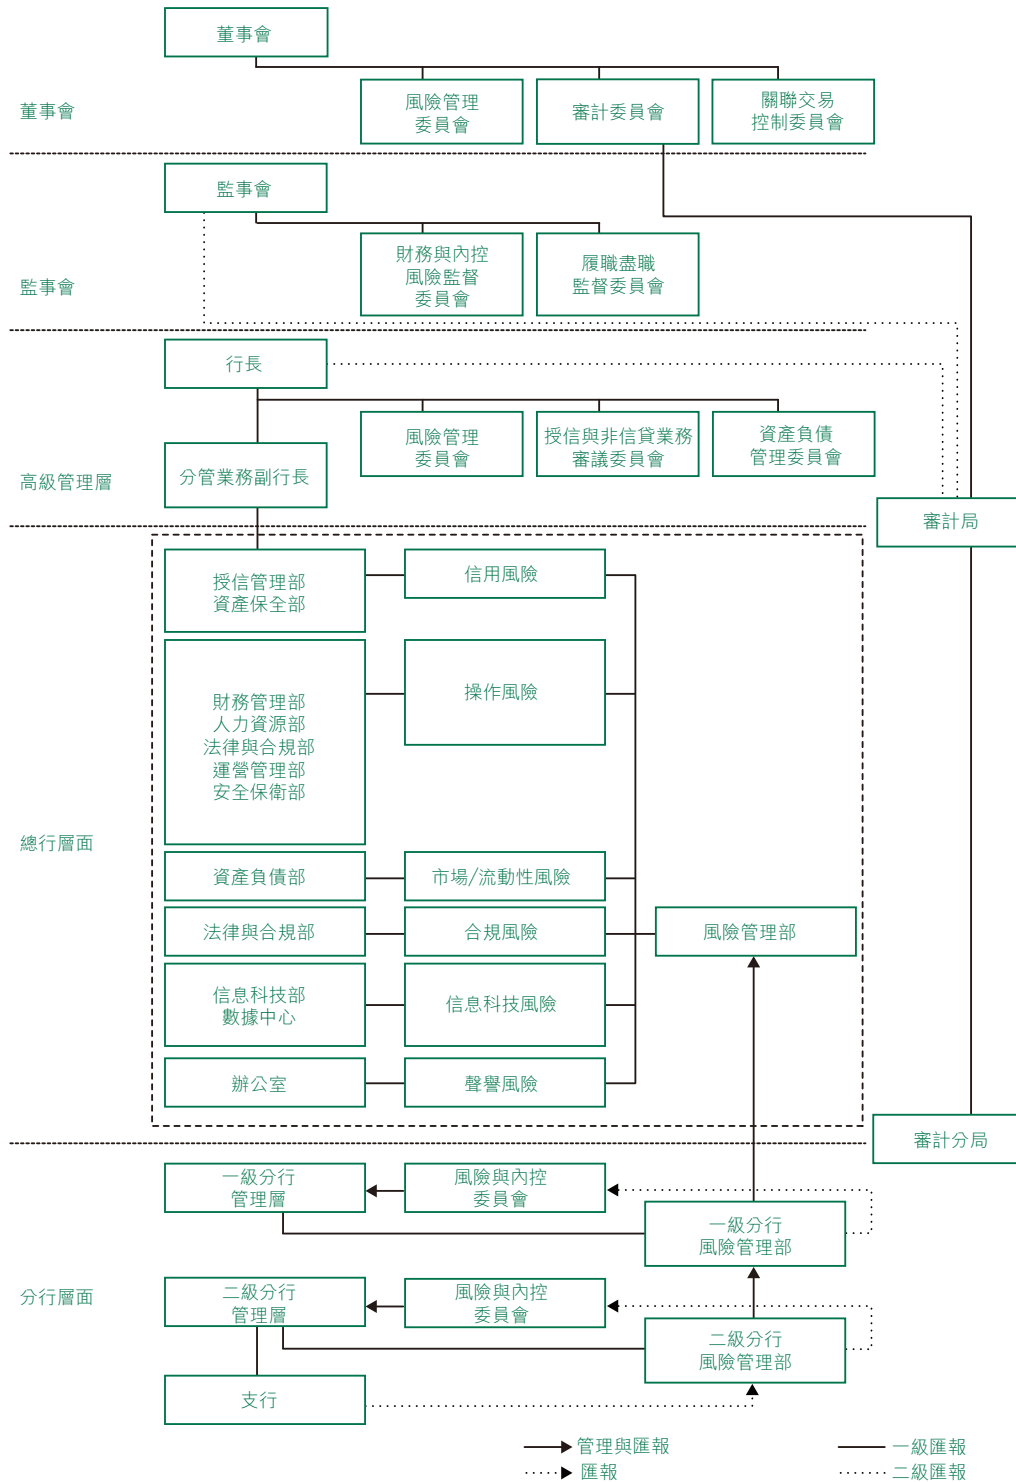 董事會
董事會
風險管理
委員會
審計委員會
關聯交易
控制委員會
監事會
監事會
財務與內控
風險監督
委員會
履職盡職
監督委員會
行長
高級管理層
分管業務副行長
風險管理
委員會
授信與非信貸業務
審議委員會
資產負債
管理委員會
審計局
總行層面
授信管理部
資產保全部
信用風險
財務管理部
人力資源部
法律與合規部
運營管理部
安全保衛部
操作風險
資產負債部
市場/流動性風險
法律與合規部
合規風險
風險管理部
信息科技部
數據中心
信息科技風險
辦公室
聲譽風險
審計分局
分行層面
一級分行
管理層
風險與內控
委員會
一級分行
風險管理部
二級分行
管理層
風險與內控
委員會
二級分行
風險管理部
支行
管理與匯報
一級匯報
匯報
二級匯報